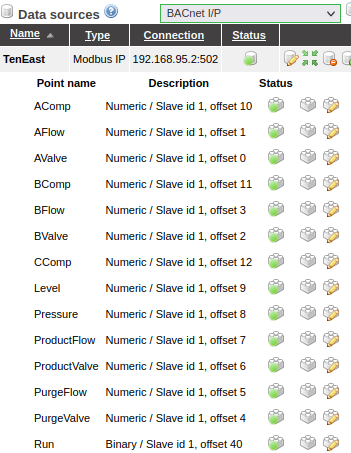 Data sources BACnet I/P
Name Type Connection Status
TenEast Modbus IP 192.168.95.2:502
Point name Description Status
AComp Numeric / Slave id 1, offset 10
AFlow Numeric / Slave id 1, offset 1
AValve Numeric / Slave id 1, offset 0
BComp Numeric / Slave id 1, offset 11
BFlow Numeric / Slave id 1, offset 3
BValve Numeric / Slave id 1, offset 2
CComp Numeric / Slave id 1, offset 12
Level Numeric / Slave id 1, offset 9
Pressure Numeric / Slave id 1, offset 8
ProductFlow Numeric / Slave id 1, offset 7
ProductValve Numeric / Slave id 1, offset 6
PurgeFlow Numeric / Slave id 1, offset 5
PurgeValve Numeric / Slave id 1, offset 4
Run Binary / Slave id 1, offset 40